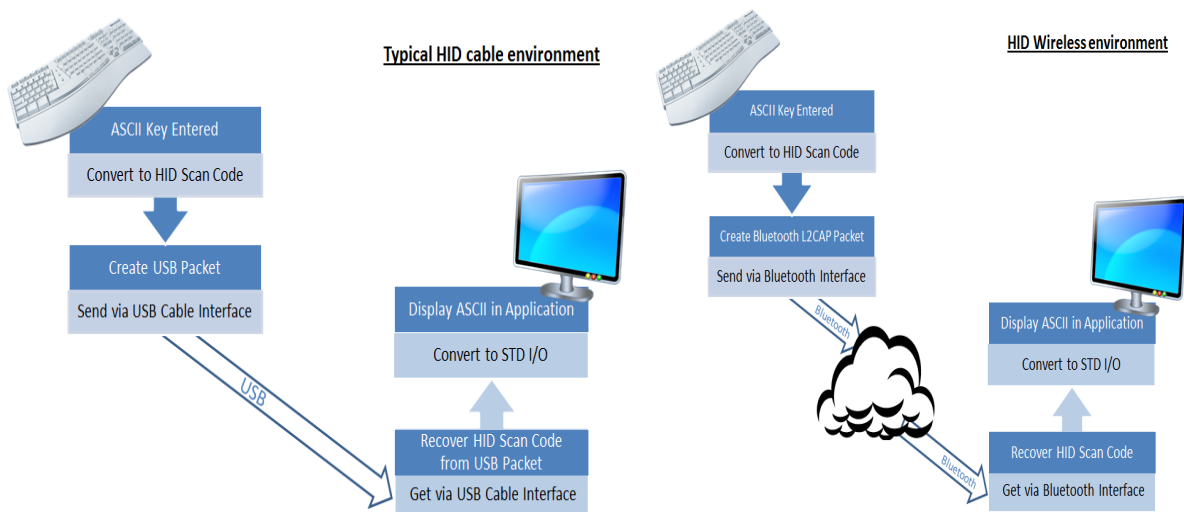 Typical HID cable environment
ASCII Key Entered
Convert to HID Scan Code
Create USB Packet
Send via USB Cable Interface
USB
Display ASCII in Application
Convert to STD I/O
Recover HID Scan Code
from USB Packet
Get via USB Cable Interface
HID Wireless environment
ASCII Key Entered
Convert to HID Scan Code
Create Bluetooth L2CAP Packet
Send via Bluetooth Interface
Bluetooth
Bluetooth
Display ASCII in Application
Convert to STD I/O
Recover HID Scan Code
Get via Bluetooth Interface